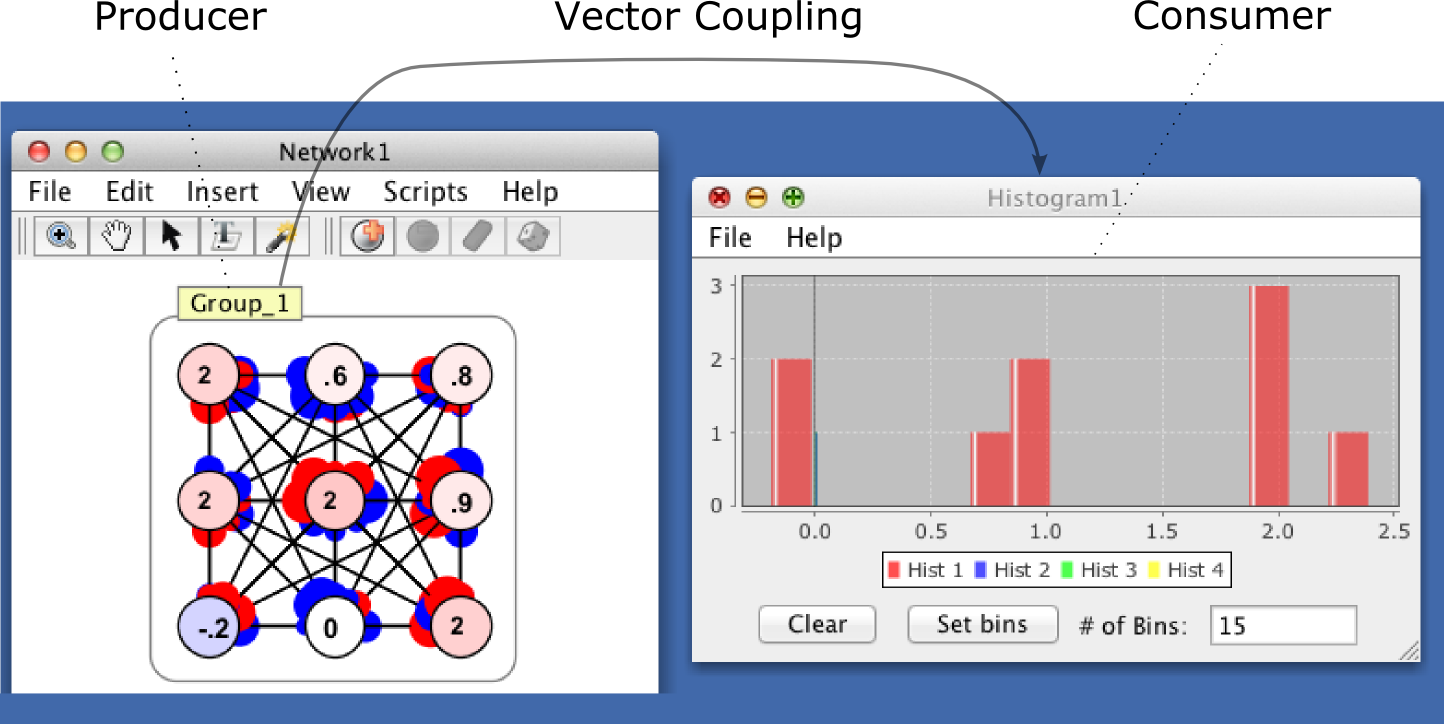 Producer Vector Coupling Consumer
Network1
File Edit Insert View Scripts Help
Group_1
2 .6 .8
2 2 .9
-.2 0 2
Histogram1
File Help
3
2
1
0
0.0 0.5 1.0 1.5 2.0 2.5
Hist 1 Hist 2 Hist 3 Hist 4
Clear Set bins # of Bins: 15